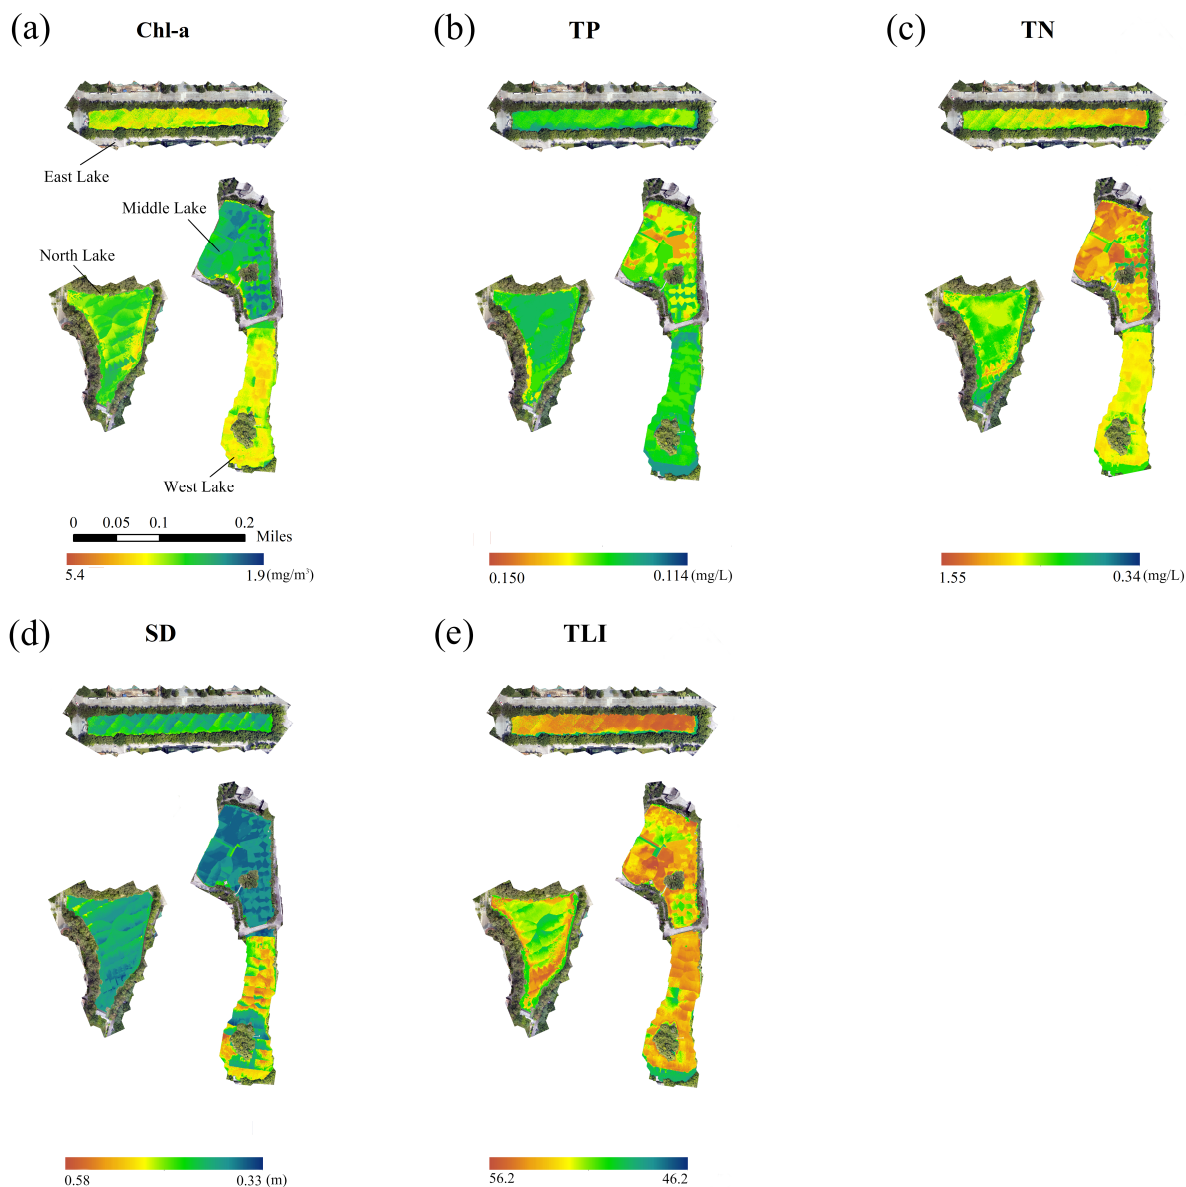 (a) Chl-a
(b) TP
(c) TN
East Lake
Middle Lake
North Lake
West Lake
0 0.05 0.1 0.2
Miles
5.4 1.9 (mg/m³)
0.150 0.114 (mg/L)
1.55 0.34 (mg/L)
(d) SD
(e) TLI
0.58 0.33 (m)
56.2 46.2